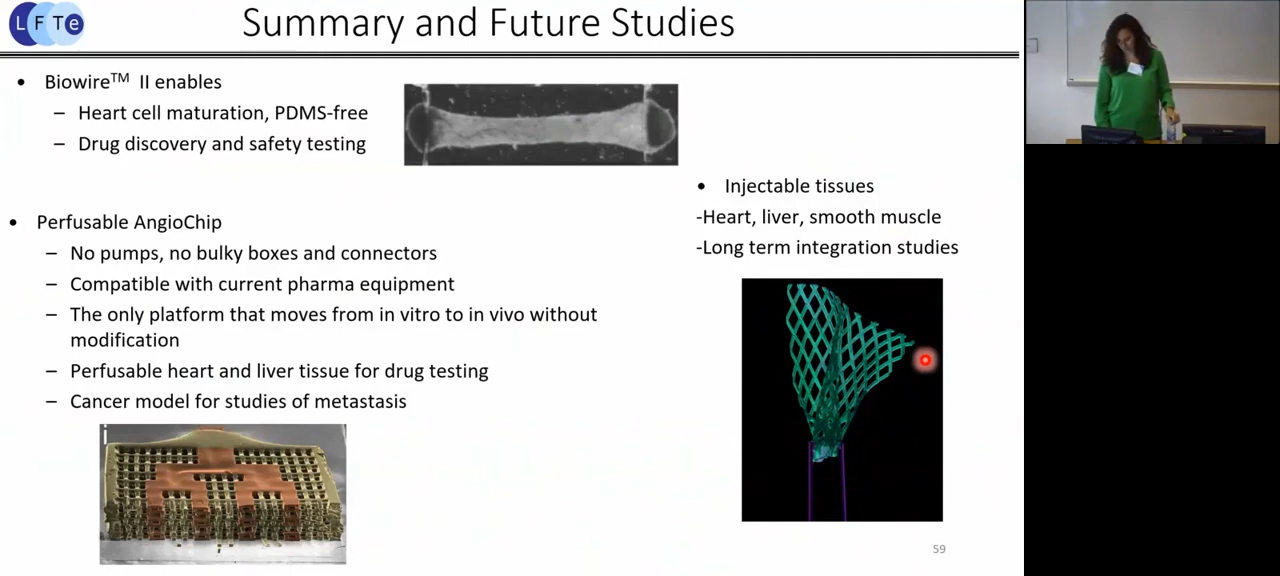 L F T e
Summary and Future Studies
• Biowire™ II enables
– Heart cell maturation, PDMS-free
– Drug discovery and safety testing
• Perfusable AngioChip
– No pumps, no bulky boxes and connectors
– Compatible with current pharma equipment
– The only platform that moves from in vitro to in vivo without
modification
– Perfusable heart and liver tissue for drug testing
– Cancer model for studies of metastasis
• Injectable tissues
-Heart, liver, smooth muscle
-Long term integration studies
59